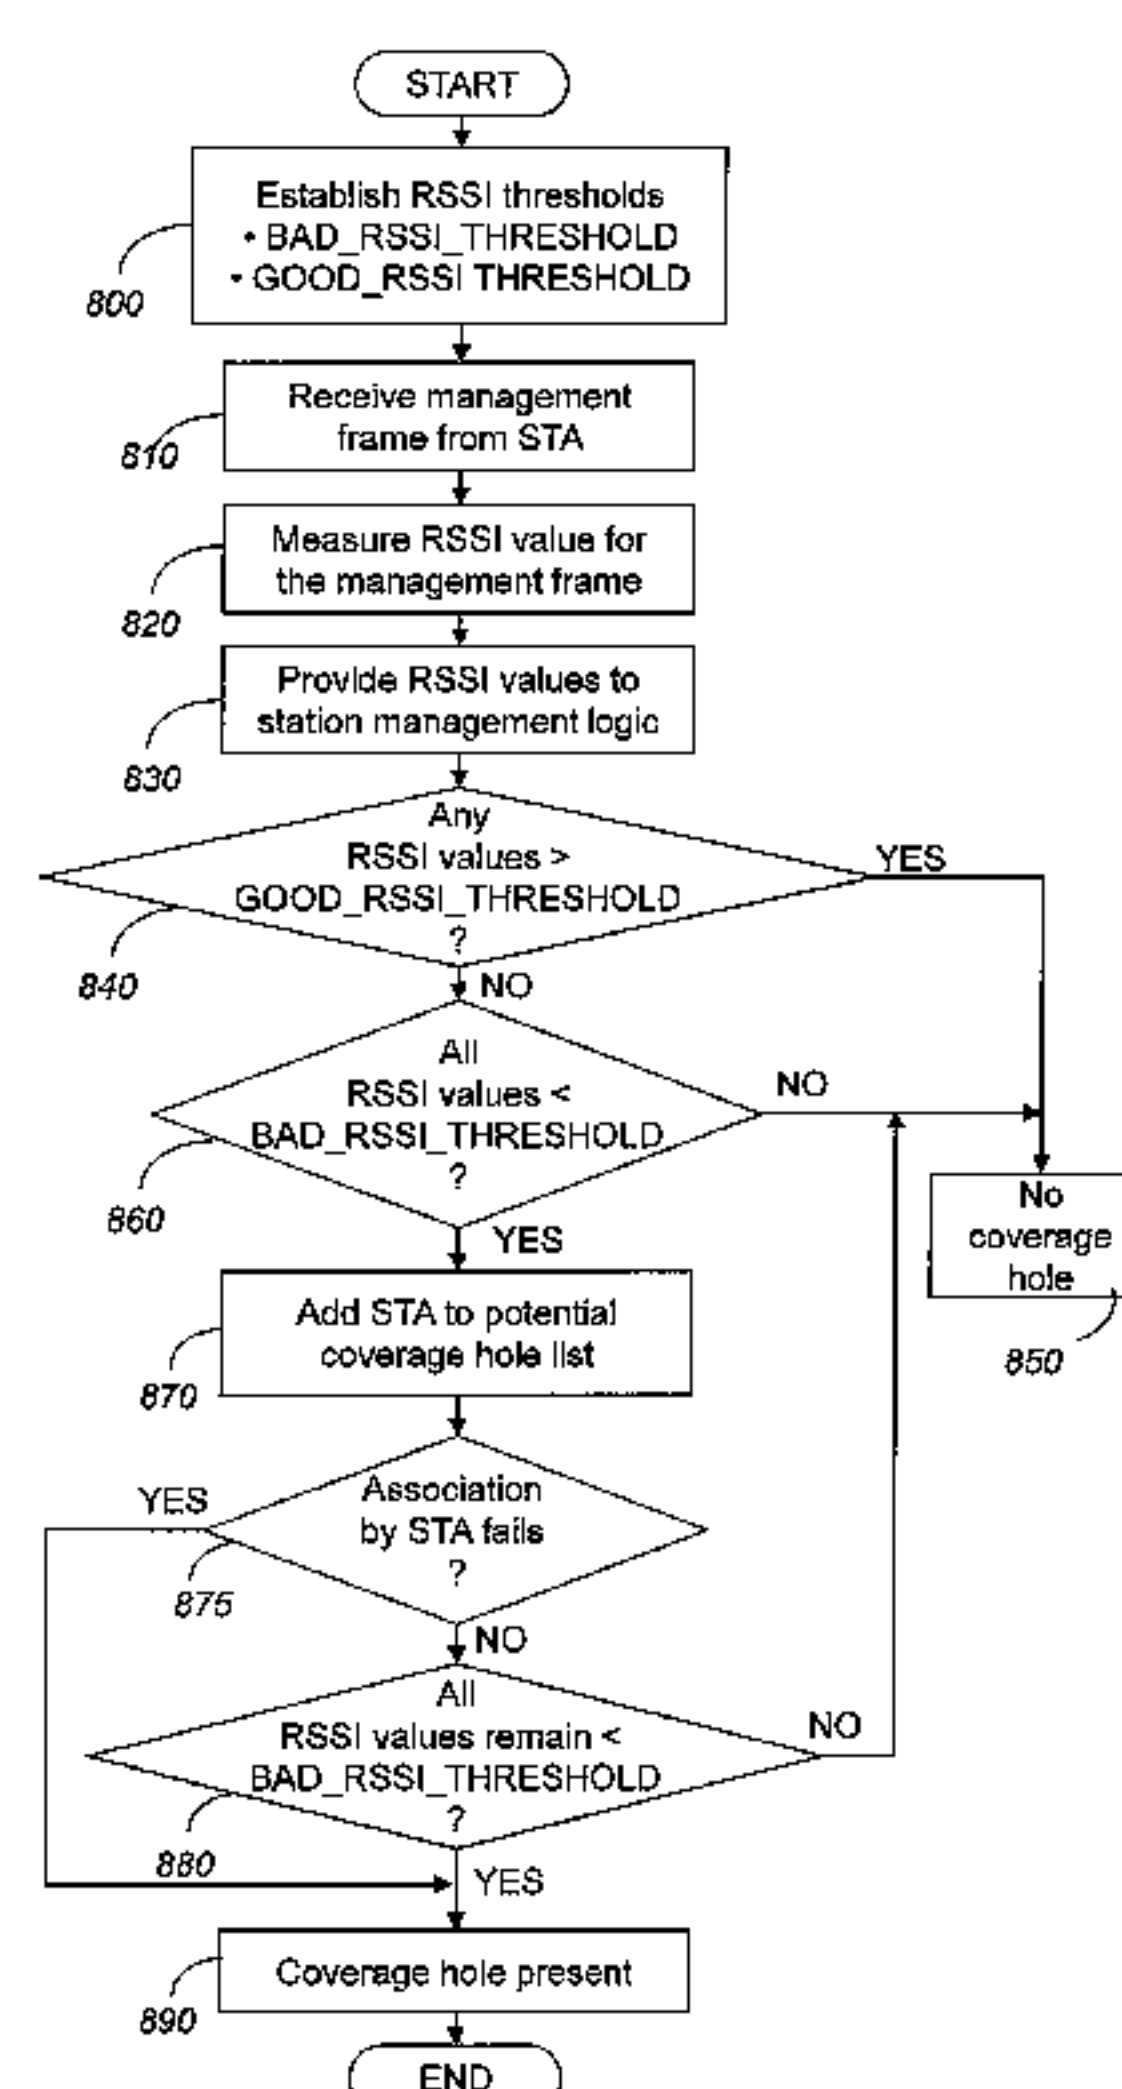 START
Establish RSSI thresholds
• BAD_RSSI_THRESHOLD
• GOOD_RSSI THRESHOLD
800
Receive management
frame from STA
810
Measure RSSI value for
the management frame
820
Provide RSSI values to
station management logic
830
Any
RSSI values >
GOOD_RSSI_THRESHOLD
?
YES
840
NO
All
RSSI values <
BAD_RSSI_THRESHOLD
?
NO
860
YES
No
coverage
hole
850
Add STA to potential
coverage hole list
870
Association
by STA fails
?
YES
875
NO
All
RSSI values remain <
BAD_RSSI_THRESHOLD
?
NO
880
YES
Coverage hole present
890
END